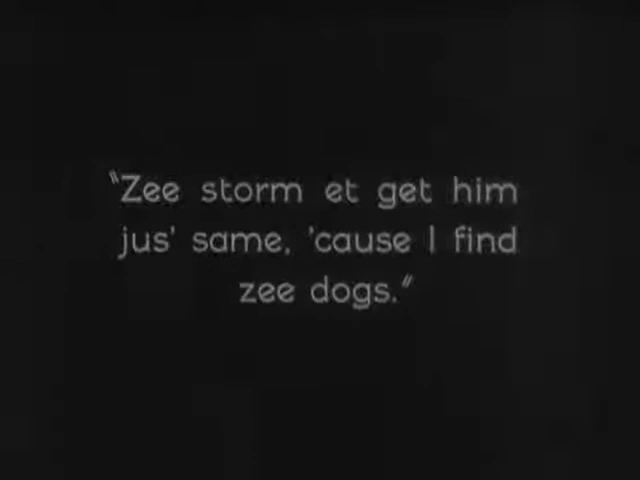 "Zee storm et get him
jus' same, 'cause I find
zee dogs."